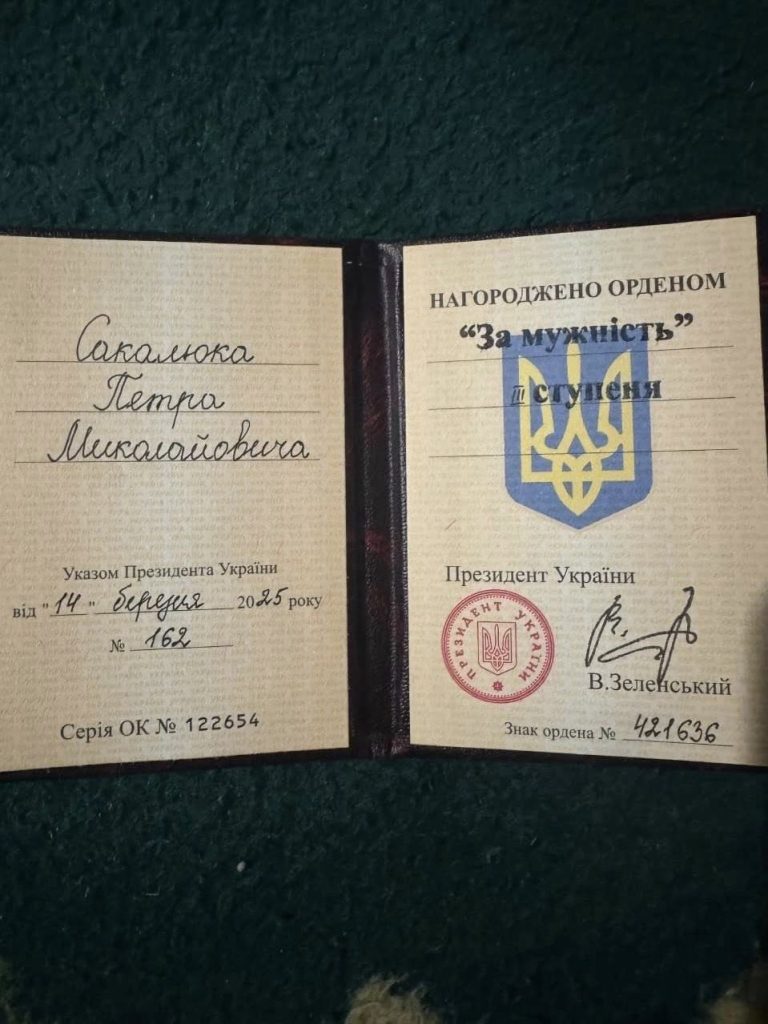 Сакалюка
Петра
Миколайовича
Указом Президента України
від "14" березня 2025 року
№ 162
Серія ОК № 122654
НАГОРОДЖЕНО ОРДЕНОМ
“За мужність”
III ступеня
Президент України
ПРЕЗИДЕНТ УКРАЇНИ
В.Зеленський
Знак ордена № 421636